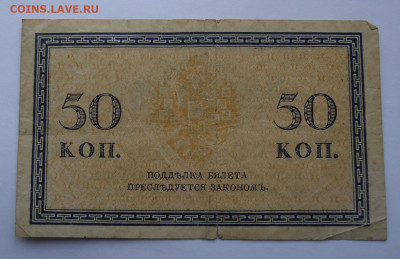 COINS.LAVE.RU
50 50
КОП. КОП.
ПОДДѢЛКА БИЛЕТА
ПРЕСЛѢДУЕТСЯ ЗАКОНОМЪ.